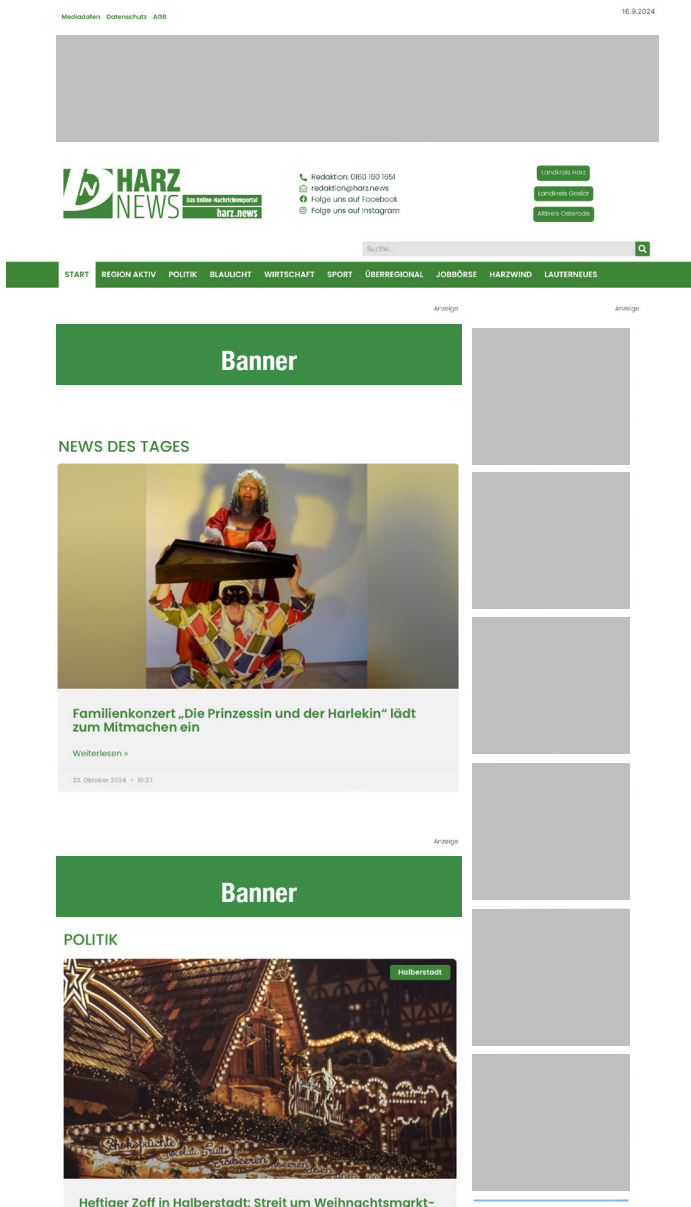 Mediadaten Datenschutz AGB
16.9.2024
HARZ
NEWS
Das Online-Nachrichtenportal
harz.news
Redaktion: 0160 160 1651
redaktion@harz.news
Folge uns auf Facebook
Folge uns auf Instagram
Landkreis Harz
Landkreis Goslar
Altkreis Osterode
Suche...
START REGION AKTIV POLITIK BLAULICHT WIRTSCHAFT SPORT ÜBERREGIONAL JOBBÖRSE HARZWIND LAUTERNEUES
Anzeige
Anzeige
Banner
NEWS DES TAGES
Familienkonzert „Die Prinzessin und der Harlekin“ lädt
zum Mitmachen ein
Weiterlesen »
23. Oktober 2024 • 10:27
Anzeige
Banner
POLITIK
Halberstadt
Schokofrüchte
Heftiger Zoff in Halberstadt: Streit um Weihnachtsmarkt-